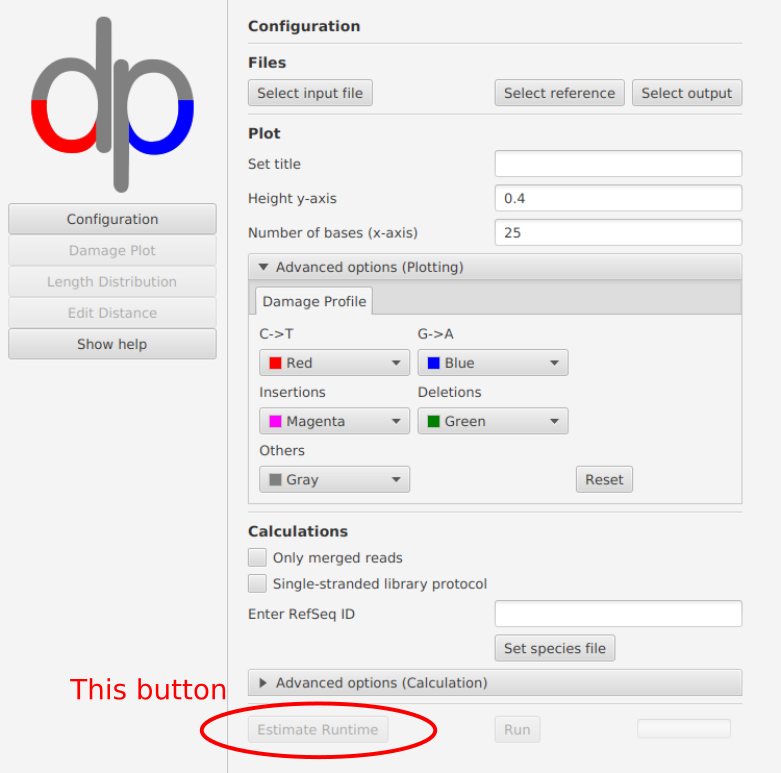 dp
Configuration
Damage Plot
Length Distribution
Edit Distance
Show help
Configuration
Files
Select input file Select reference Select output
Plot
Set title
Height y-axis 0.4
Number of bases (x-axis) 25
Advanced options (Plotting)
Damage Profile
C->T G->A
Red Blue
Insertions Deletions
Magenta Green
Others
Gray Reset
Calculations
Only merged reads
Single-stranded library protocol
Enter RefSeq ID
Set species file
Advanced options (Calculation)
This button
Estimate Runtime Run